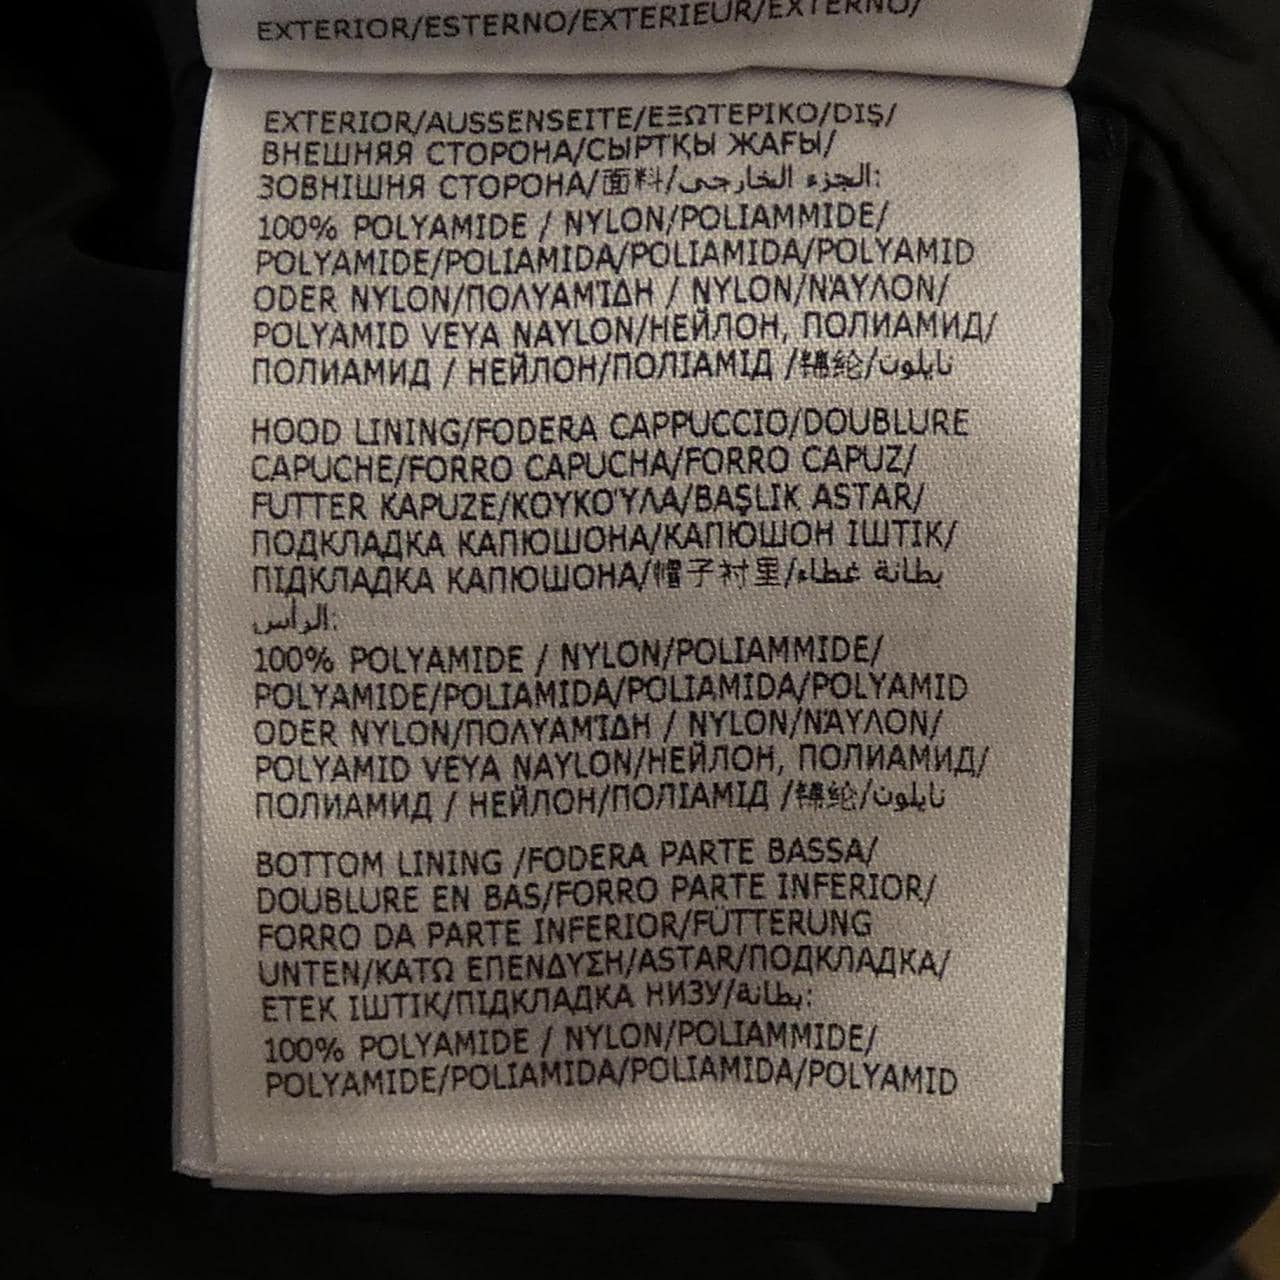 EXTERIOR/ESTERNO/EXTERIEUR/EXTERNO/
EXTERIOR/AUSSENSEITE/ΕΞΩΤΕΡΙΚΟ/DIŞ/
ВНЕШНЯЯ СТОРОНА/СЫРТҚЫ ЖАҒЫ/
ЗОВНІШНЯ СТОРОНА/面料/الجزء الخارجي:
100% POLYAMIDE / NYLON/POLIAMMIDE/
POLYAMIDE/POLIAMIDA/POLIAMIDA/POLYAMID
ODER NYLON/ΠΟΛΥΑΜΊΔΗ / NYLON/ΝΆΥΛΟΝ/
POLYAMID VEYA NAYLON/НЕЙЛОН, ПОЛИАМИД/
ПОЛИАМИД / НЕЙЛОН/ПОЛІАМІД /锦纶/نايلون
HOOD LINING/FODERA CAPPUCCIO/DOUBLURE
CAPUCHE/FORRO CAPUCHA/FORRO CAPUZ/
FUTTER KAPUZE/ΚΟΥΚΟΎΛΑ/BAŞLIK ASTAR/
ПОДКЛАДКА КАПЮШОНА/КАПЮШОН ІШТІК/
ПІДКЛАДКА КАПЮШОНА/帽子衬里/بطانة غطاء
الرأس:
100% POLYAMIDE / NYLON/POLIAMMIDE/
POLYAMIDE/POLIAMIDA/POLIAMIDA/POLYAMID
ODER NYLON/ΠΟΛΥΑΜΊΔΗ / NYLON/ΝΆΥΛΟΝ/
POLYAMID VEYA NAYLON/НЕЙЛОН, ПОЛИАМИД/
ПОЛИАМИД / НЕЙЛОН/ПОЛІАМІД /锦纶/نايلون
BOTTOM LINING /FODERA PARTE BASSA/
DOUBLURE EN BAS/FORRO PARTE INFERIOR/
FORRO DA PARTE INFERIOR/FÜTTERUNG
UNTEN/ΚΑΤΩ ΕΠΕΝΔΥΣΗ/ASTAR/ПОДКЛАДКА/
ЕТЕК ІШТІК/ПІДКЛАДКА НИЗУ/بطانة:
100% POLYAMIDE / NYLON/POLIAMMIDE/
POLYAMIDE/POLIAMIDA/POLIAMIDA/POLYAMID